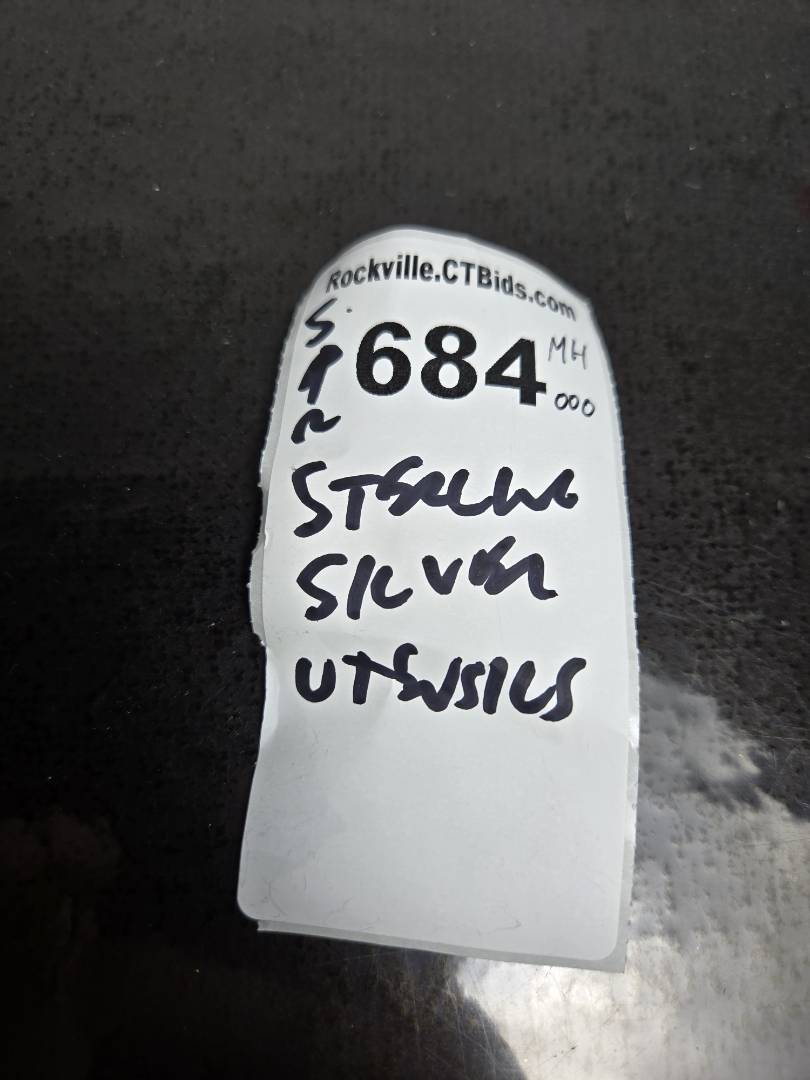 Rockville.CTBids.com
684 MH
000
STERLING
SILVER
UTENSILS